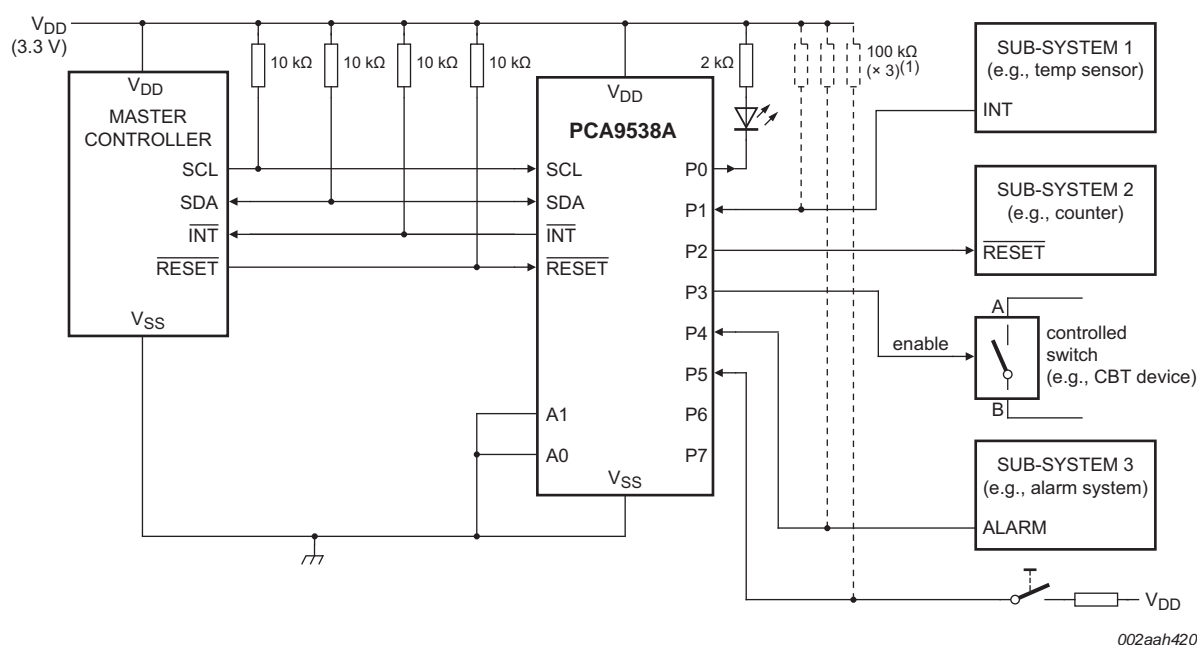 VDD
(3.3 V)
10 kΩ
10 kΩ
10 kΩ
10 kΩ
2 kΩ
100 kΩ
(× 3)(1)
VDD
MASTER
CONTROLLER
SCL
SDA
INT
RESET
VSS
VDD
PCA9538A
SCL
SDA
INT
RESET
A1
A0
VSS
P0
P1
P2
P3
P4
P5
P6
P7
SUB-SYSTEM 1
(e.g., temp sensor)
INT
SUB-SYSTEM 2
(e.g., counter)
RESET
enable
A
B
controlled
switch
(e.g., CBT device)
SUB-SYSTEM 3
(e.g., alarm system)
ALARM
VDD
002aah420